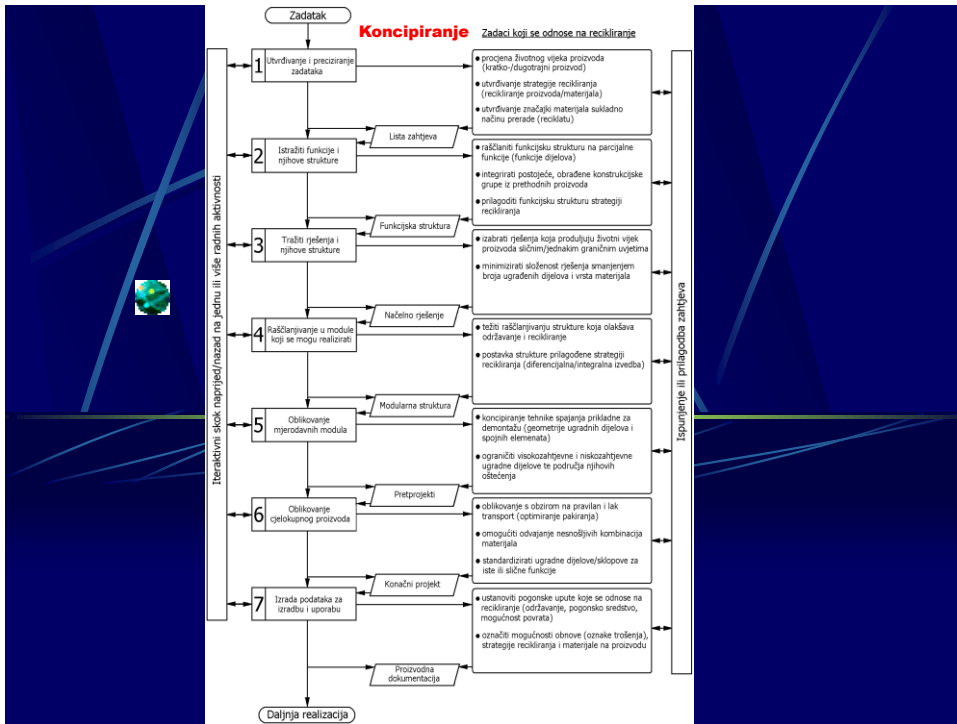 Zadatak
Koncipiranje
Zadaci koji se odnose na recikliranje
1
Utvrđivanje i preciziranje
zadataka
● procjena životnog vijeka proizvoda
(kratko-/dugotrajni proizvod)
● utvrđivanje strategije recikliranja
(recikliranje proizvoda/materijala)
● utvrđivanje značajki materijala sukladno
načinu prerade (reciklatu)
Lista zahtjeva
2
Istražiti funkcije i
njihove strukture
● raščlaniti funkcijsku strukturu na parcijalne
funkcije (funkcije dijelova)
● integrirati postojeće, obrađene konstrukcijske
grupe iz prethodnih proizvoda
● prilagoditi funkcijsku strukturu strategiji
recikliranja
Funkcijska struktura
3
Tražiti rješenja i
njihove strukture
● izabrati rješenja koja produljuju životni vijek
proizvoda sličnim/jednakim graničnim uvjetima
● minimizirati složenost rješenja smanjenjem
broja ugrađenih dijelova i vrsta materijala
Načelno rješenje
4
Raščlanjivanje u module
koji se mogu realizirati
● težiti raščlanjivanju strukture koja olakšava
održavanje i recikliranje
● postavka strukture prilagođene strategiji
recikliranja (diferencijalna/integralna izvedba)
Modularna struktura
5
Oblikovanje
mjerodavnih modula
● koncipiranje tehnike spajanja prikladne za
demontažu (geometrije ugradnih dijelova i
spojnih elemenata)
● ograničiti visokozahtjevne i niskozahtjevne
ugradne dijelove te područja njihovih
oštećenja
Pretprojekti
6
Oblikovanje
cjelokupnog proizvoda
● oblikovanje s obzirom na pravilan i lak
transport (optimiranje pakiranja)
● omogućiti odvajanje nesnošljivih kombinacija
materijala
● standardizirati ugradne dijelove/sklopove za
iste ili slične funkcije
Konačni projekt
7
Izrada podataka za
izradbu i uporabu
● ustanoviti pogonske upute koje se odnose na
recikliranje (održavanje, pogonsko sredstvo,
mogućnost povrata)
● označiti mogućnosti obnove (oznake trošenja),
strategije recikliranja i materijale na proizvodu
Proizvodna
dokumentacija
Daljnja realizacija
Iteraktivni skok naprijed/nazad na jednu ili više radnih aktivnosti
Ispunjenje ili prilagodba zahtjeva